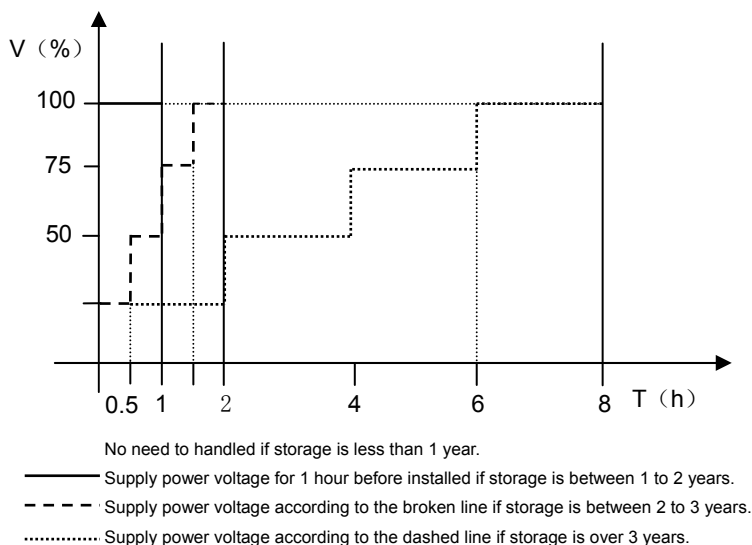 V（%）
100
75
50
0.5 1 2 4 6 8 T（h）
No need to handled if storage is less than 1 year.
Supply power voltage for 1 hour before installed if storage is between 1 to 2 years.
Supply power voltage according to the broken line if storage is between 2 to 3 years.
Supply power voltage according to the dashed line if storage is over 3 years.